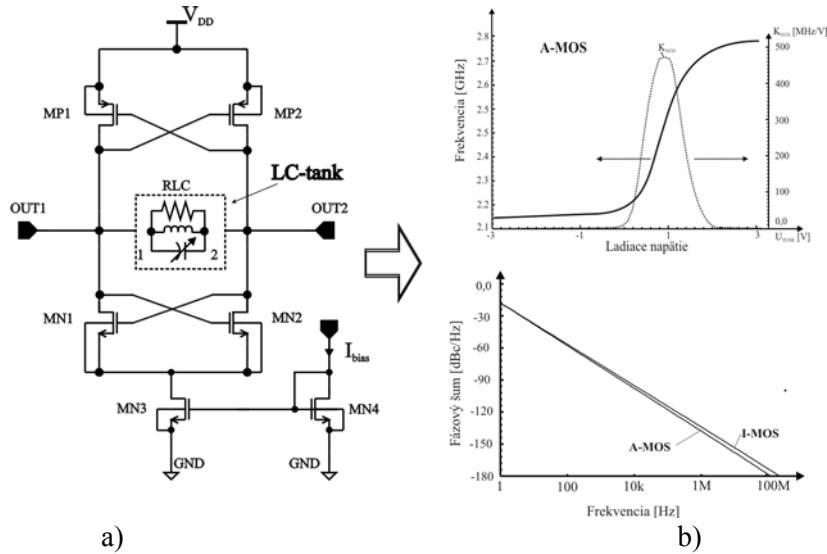 V_DD
MP1
MP2
LC-tank
RLC
OUT1
OUT2
1
2
MN1
MN2
I_bias
MN3
MN4
GND
GND
a)
K_VCO [MHz/V]
A-MOS
K_VCO
Frekvencia [GHz]
2.8
2.7
2.6
2.5
2.4
2.3
2.2
2.1
500
400
300
200
100
0,0
-3
-1
1
3
U_TUNE [V]
Ladiace napätie
Fázový šum [dBc/Hz]
0,0
-30
-60
-90
-120
-150
-180
I-MOS
A-MOS
1
100
10k
1M
100M
Frekvencia [Hz]
b)